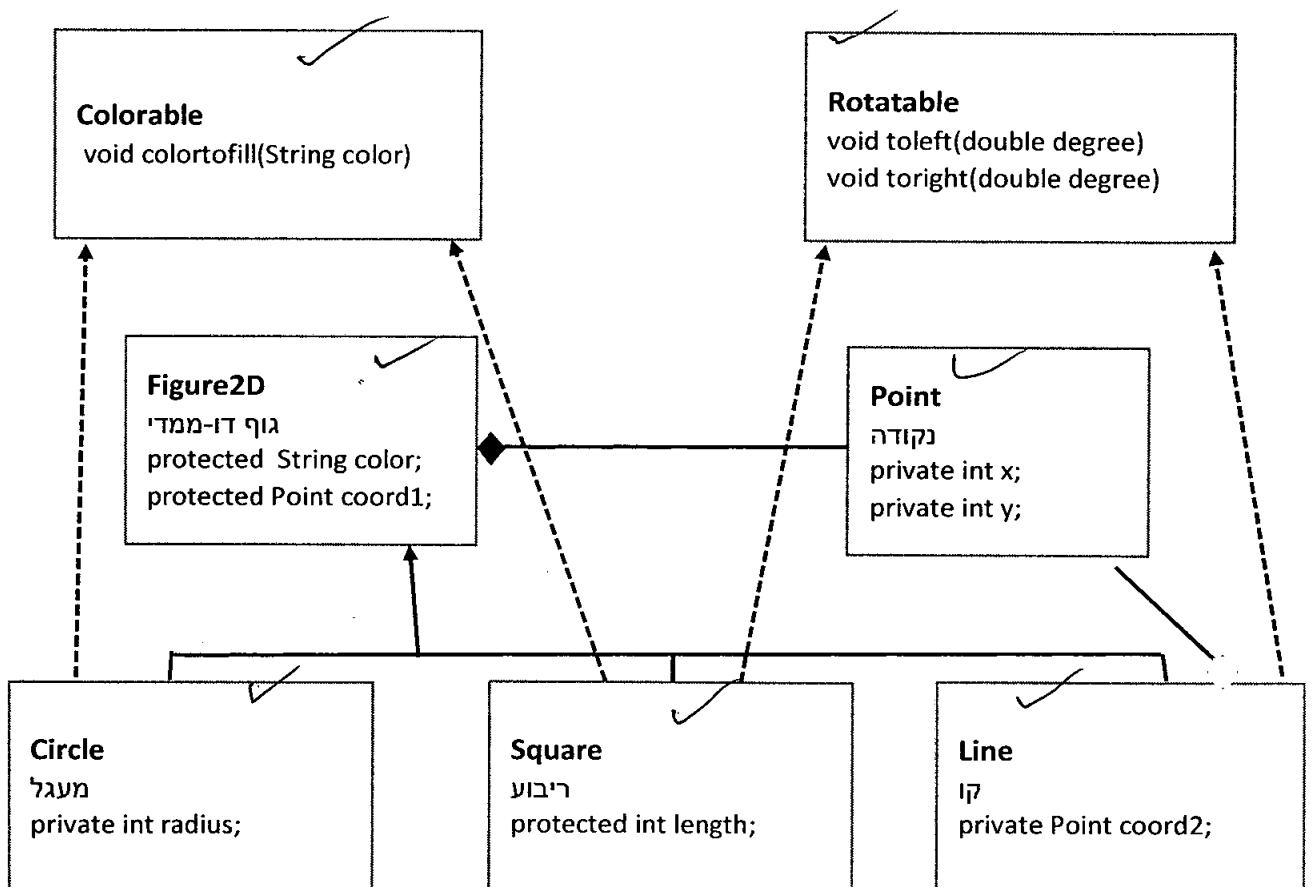 Colorable
void colortofill(String color)
Rotatable
void toleft(double degree)
void toright(double degree)
Figure2D
גוף דו-ממדי
protected String color;
protected Point coord1;
Point
נקודה
private int x;
private int y;
Circle
מעגל
private int radius;
Square
ריבוע
protected int length;
Line
קו
private Point coord2;